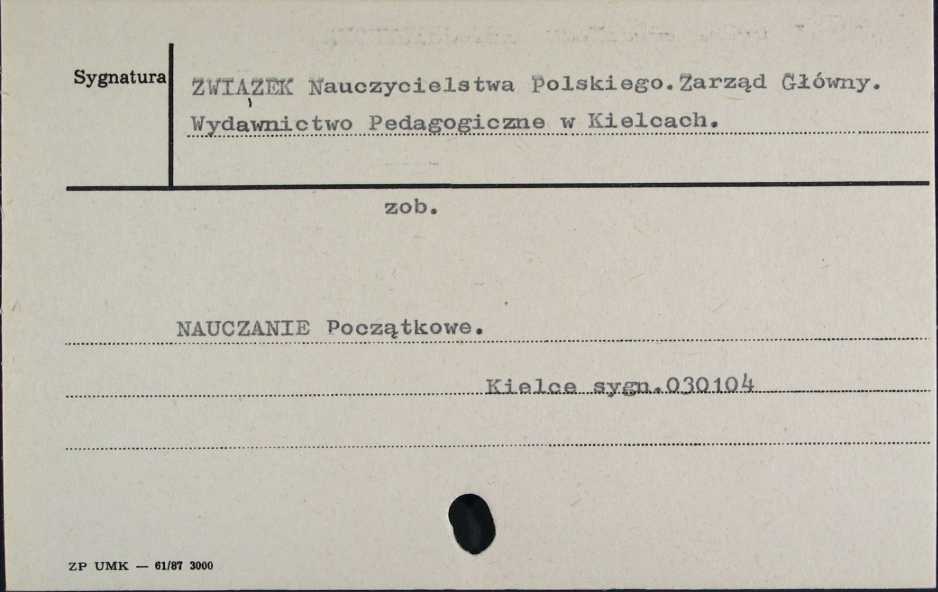 Sygnatura
ZWIĄZEK Nauczycielstwa Polskiego.Zarząd Główny.
Wydawnictwo Pedagogiczne w Kielcach.
zob.
NAUCZANIE Początkowe.
Kielce sygn.030104
ZP UMK — 61/87 3000